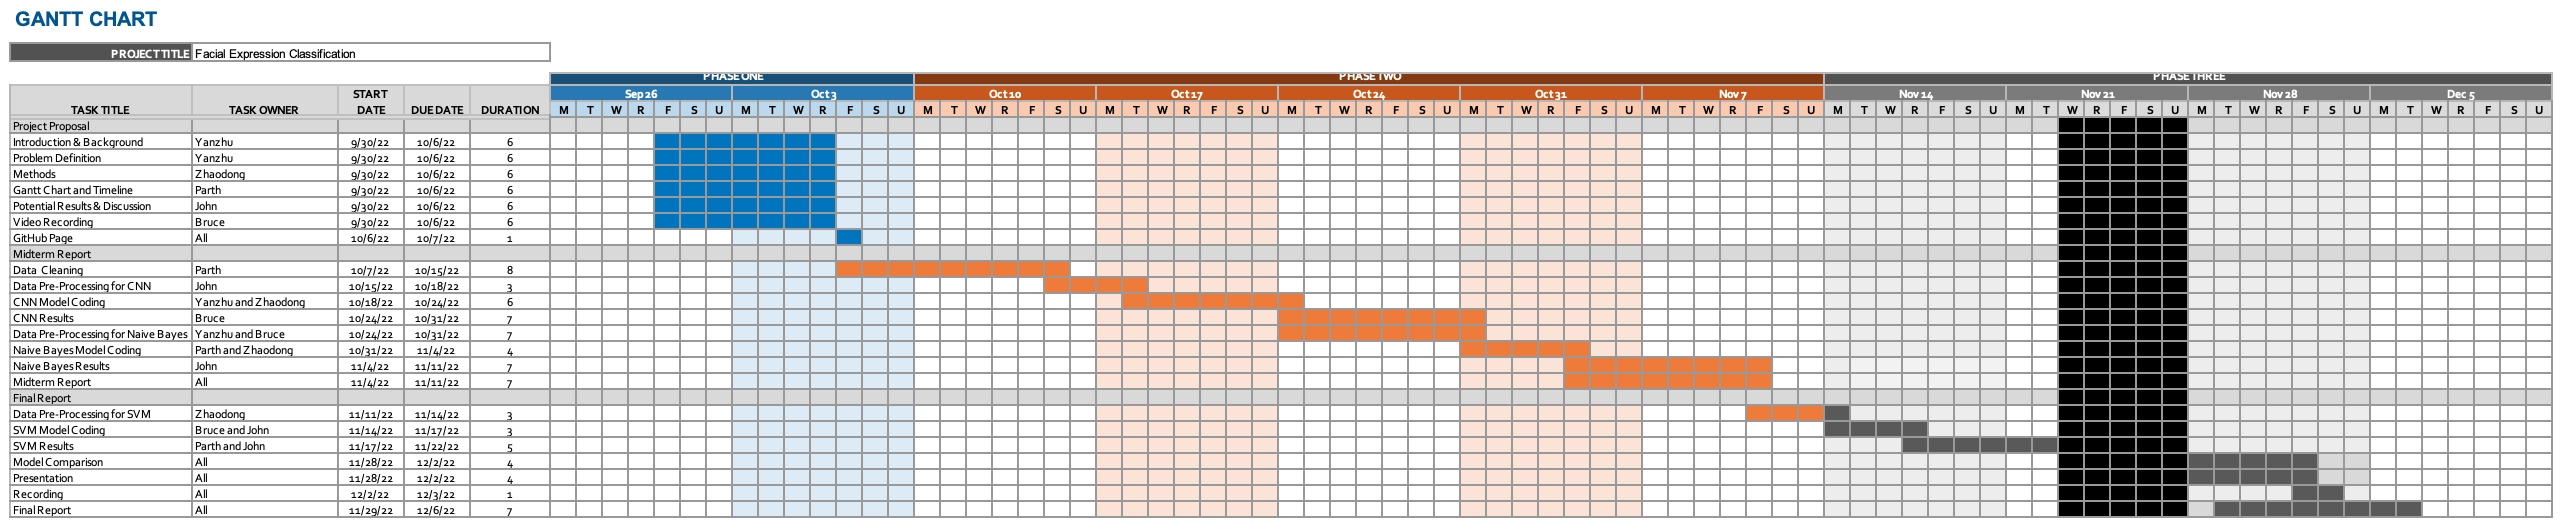 GANTT CHART
PROJECT TITLE Facial Expression Classification
PHASE ONE PHASE TWO PHASE THREE
TASK TITLE TASK OWNER START DATE DUE DATE DURATION Sep 26 Oct 3 Oct 10 Oct 17 Oct 24 Oct 31 Nov 7 Nov 14 Nov 21 Nov 28 Dec 5
M T W R F S U M T W R F S U M T W R F S U M T W R F S U M T W R F S U M T W R F S U M T W R F S U M T W R F S U M T W R F S U M T W R F S U M T W R F S U
Project Proposal
Introduction & Background Yanzhu 9/30/22 10/6/22 6
Problem Definition Yanzhu 9/30/22 10/6/22 6
Methods Zhaodong 9/30/22 10/6/22 6
Gantt Chart and Timeline Parth 9/30/22 10/6/22 6
Potential Results & Discussion John 9/30/22 10/6/22 6
Video Recording Bruce 9/30/22 10/6/22 6
GitHub Page All 10/6/22 10/7/22 1
Midterm Report
Data Cleaning Parth 10/7/22 10/15/22 8
Data Pre-Processing for CNN John 10/15/22 10/18/22 3
CNN Model Coding Yanzhu and Zhaodong 10/18/22 10/24/22 6
CNN Results Bruce 10/24/22 10/31/22 7
Data Pre-Processing for Naive Bayes Yanzhu and Bruce 10/24/22 10/31/22 7
Naive Bayes Model Coding Parth and Zhaodong 10/31/22 11/4/22 4
Naive Bayes Results John 11/4/22 11/11/22 7
Midterm Report All 11/4/22 11/11/22 7
Final Report
Data Pre-Processing for SVM Zhaodong 11/11/22 11/14/22 3
SVM Model Coding Bruce and John 11/14/22 11/17/22 3
SVM Results Parth and John 11/17/22 11/22/22 5
Model Comparison All 11/28/22 12/2/22 4
Presentation All 11/28/22 12/2/22 4
Recording All 12/2/22 12/3/22 1
Final Report All 11/29/22 12/6/22 7